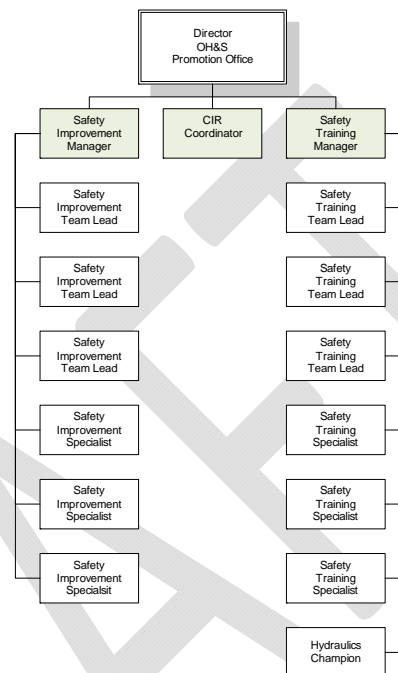 Director
OH&S
Promotion Office
Safety
Improvement
Manager
CIR
Coordinator
Safety
Training
Manager
Safety
Improvement
Team Lead
Safety
Training
Team Lead
Safety
Improvement
Team Lead
Safety
Training
Team Lead
Safety
Improvement
Team Lead
Safety
Training
Team Lead
Safety
Improvement
Specialist
Safety
Training
Specialist
Safety
Improvement
Specialist
Safety
Training
Specialist
Safety
Improvement
Specialsit
Safety
Training
Specialist
Hydraulics
Champion